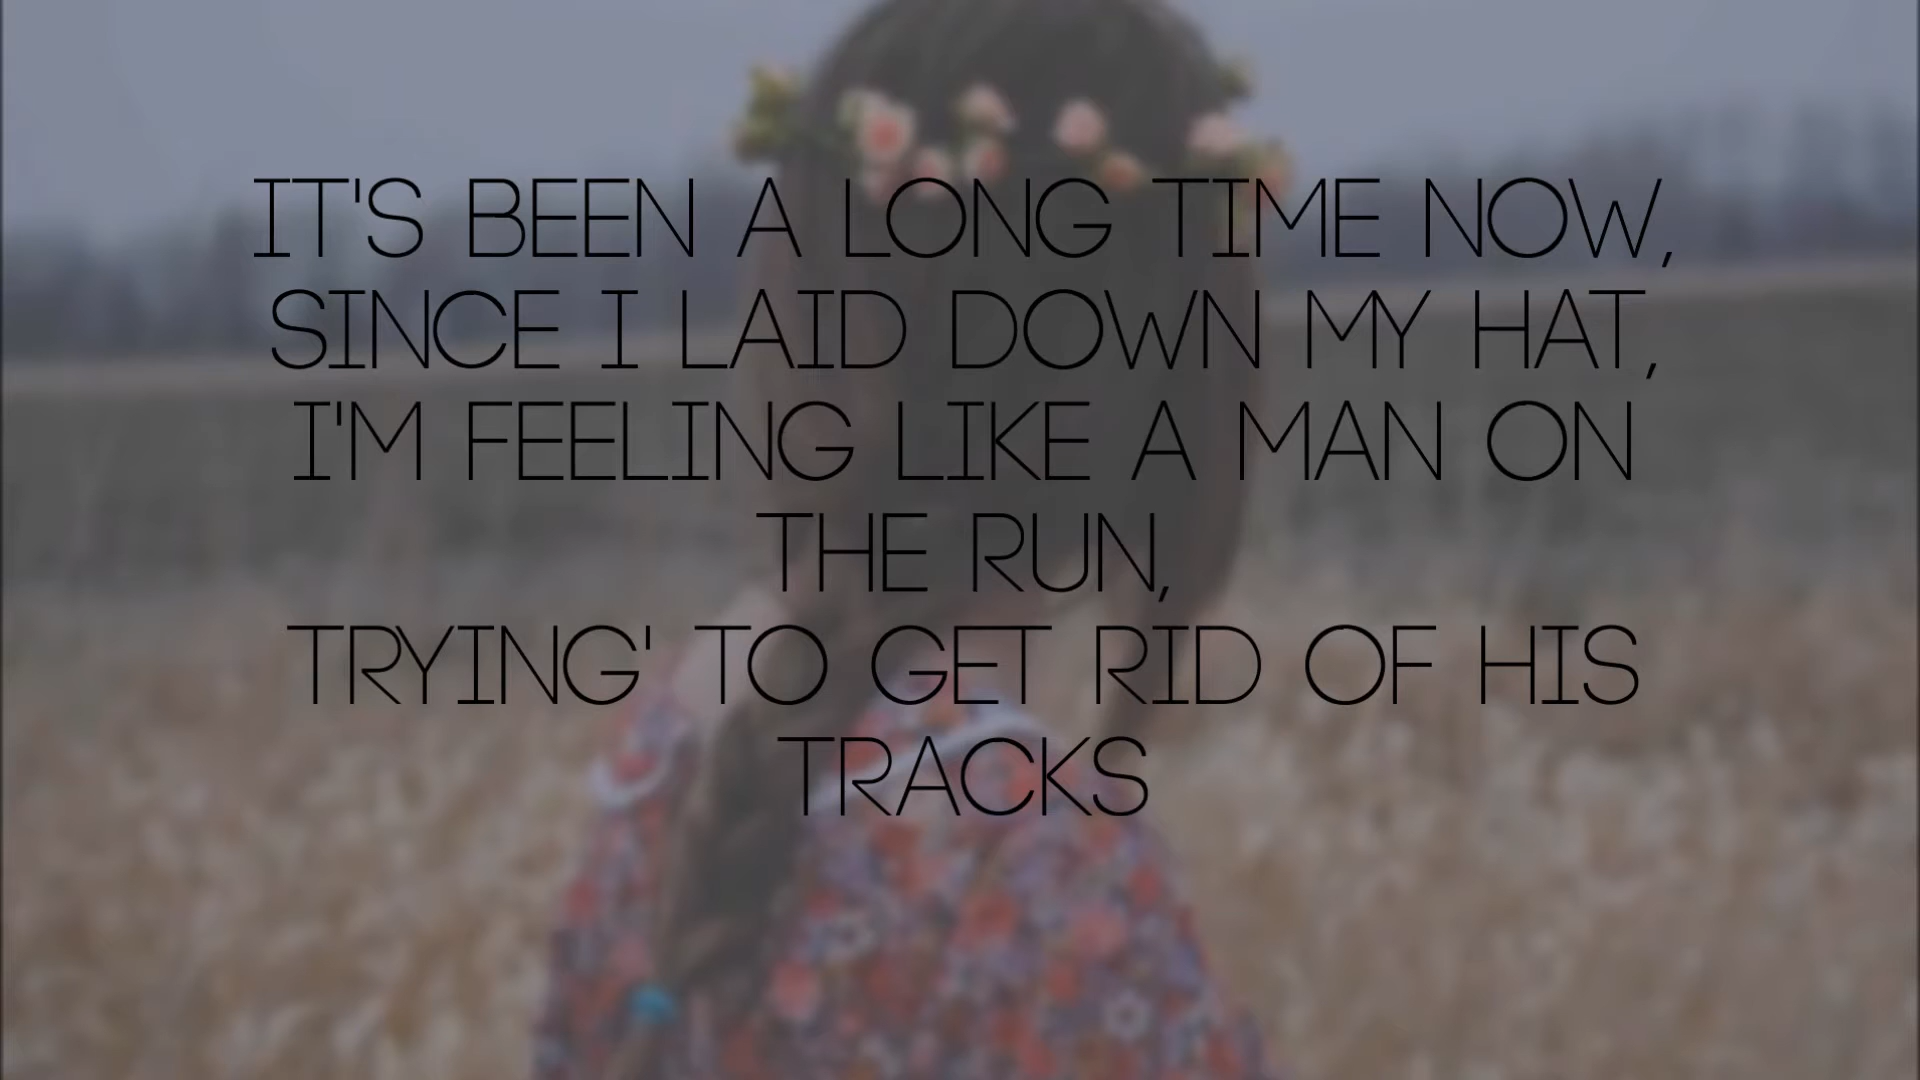 IT'S BEEN A LONG TIME NOW,
SINCE I LAID DOWN MY HAT,
I'M FEELING LIKE A MAN ON
THE RUN,
TRYING' TO GET RID OF HIS
TRACKS